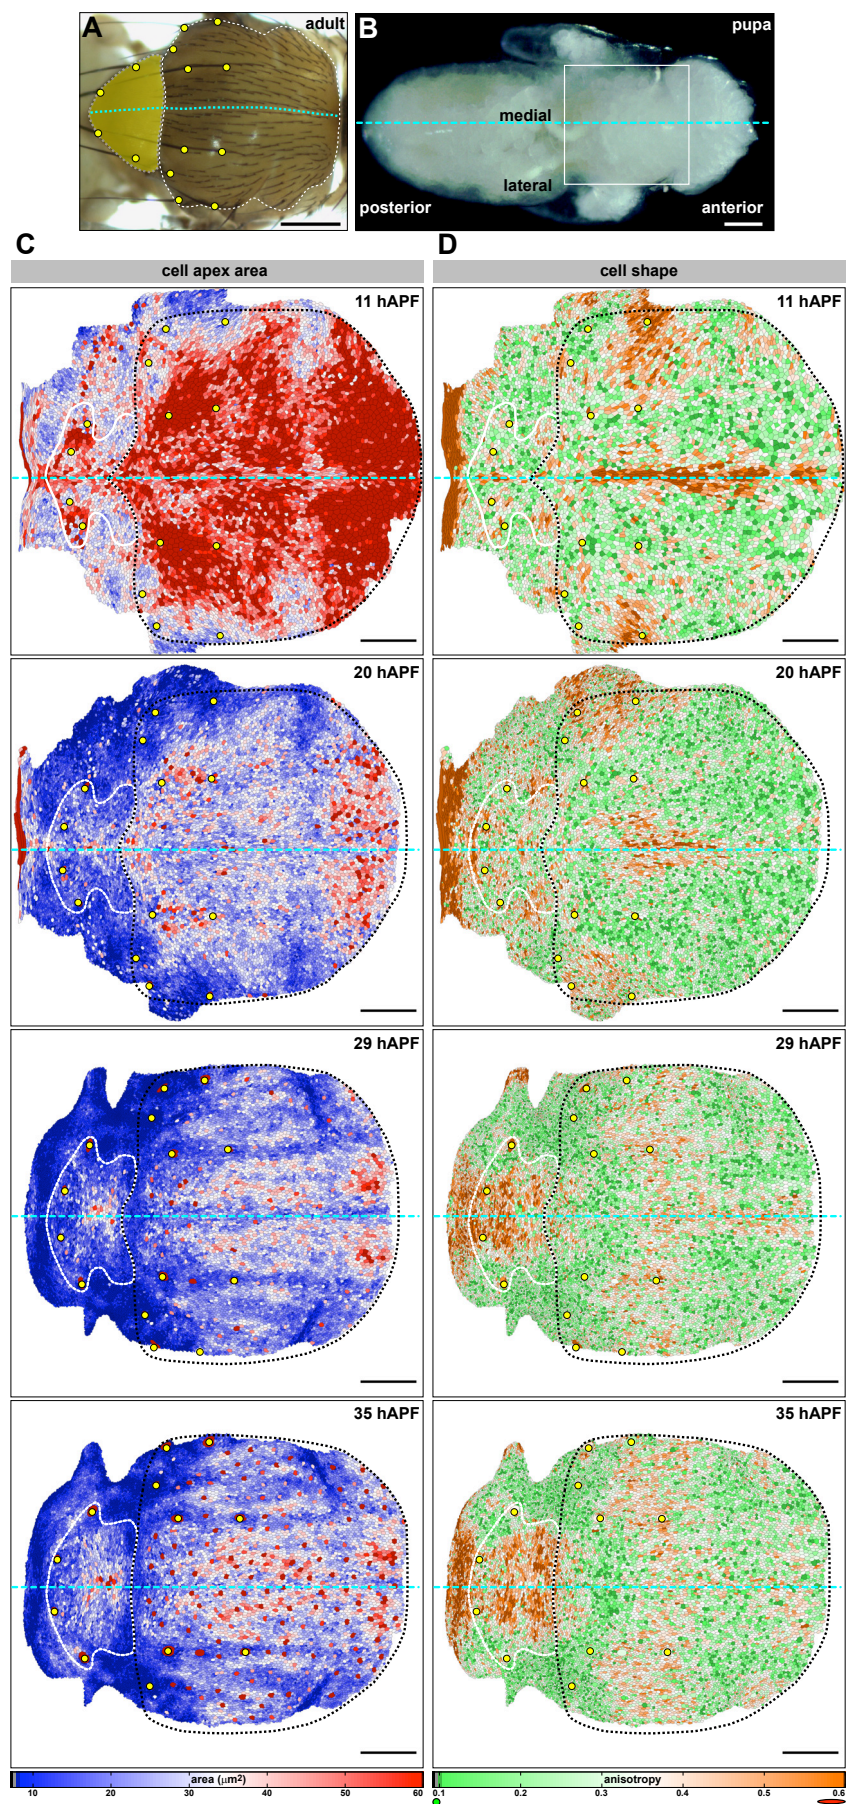 A
adult
B
pupa
medial
lateral
posterior
anterior
C
D
cell apex area
cell shape
11 hAPF
11 hAPF
20 hAPF
20 hAPF
29 hAPF
29 hAPF
35 hAPF
35 hAPF
area (μm2)
10
20
30
40
50
60
anisotropy
0.1
0.2
0.3
0.4
0.5
0.6